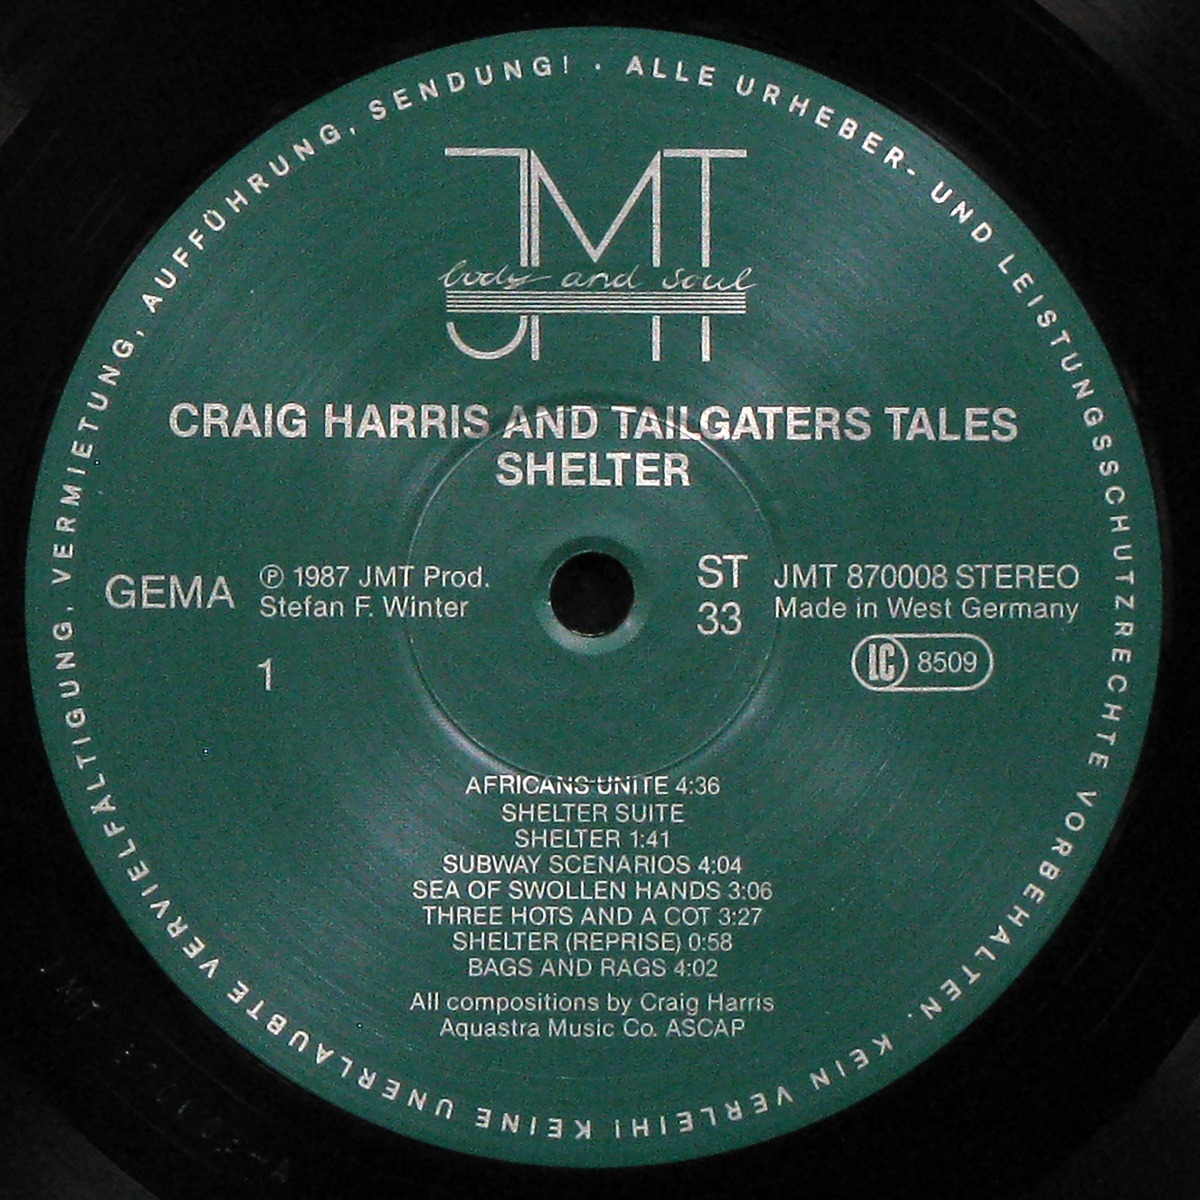 ALLE URHEBER- UND LEISTUNGSSCHUTZRECHTE VORBEHALTEN. KEIN VERLEIH! KEINE UNERLAUBTE VERVIELFÄLTIGUNG, VERMIETUNG, AUFFÜHRUNG, SENDUNG! ·
JMT
body and soul
CRAIG HARRIS AND TAILGATERS TALES
SHELTER
GEMA
℗ 1987 JMT Prod.
Stefan F. Winter
1
ST
33
JMT 870008 STEREO
Made in West Germany
LC 8509
AFRICANS UNITE 4:36
SHELTER SUITE
SHELTER 1:41
SUBWAY SCENARIOS 4:04
SEA OF SWOLLEN HANDS 3:06
THREE HOTS AND A COT 3:27
SHELTER (REPRISE) 0:58
BAGS AND RAGS 4:02
All compositions by Craig Harris
Aquastra Music Co. ASCAP